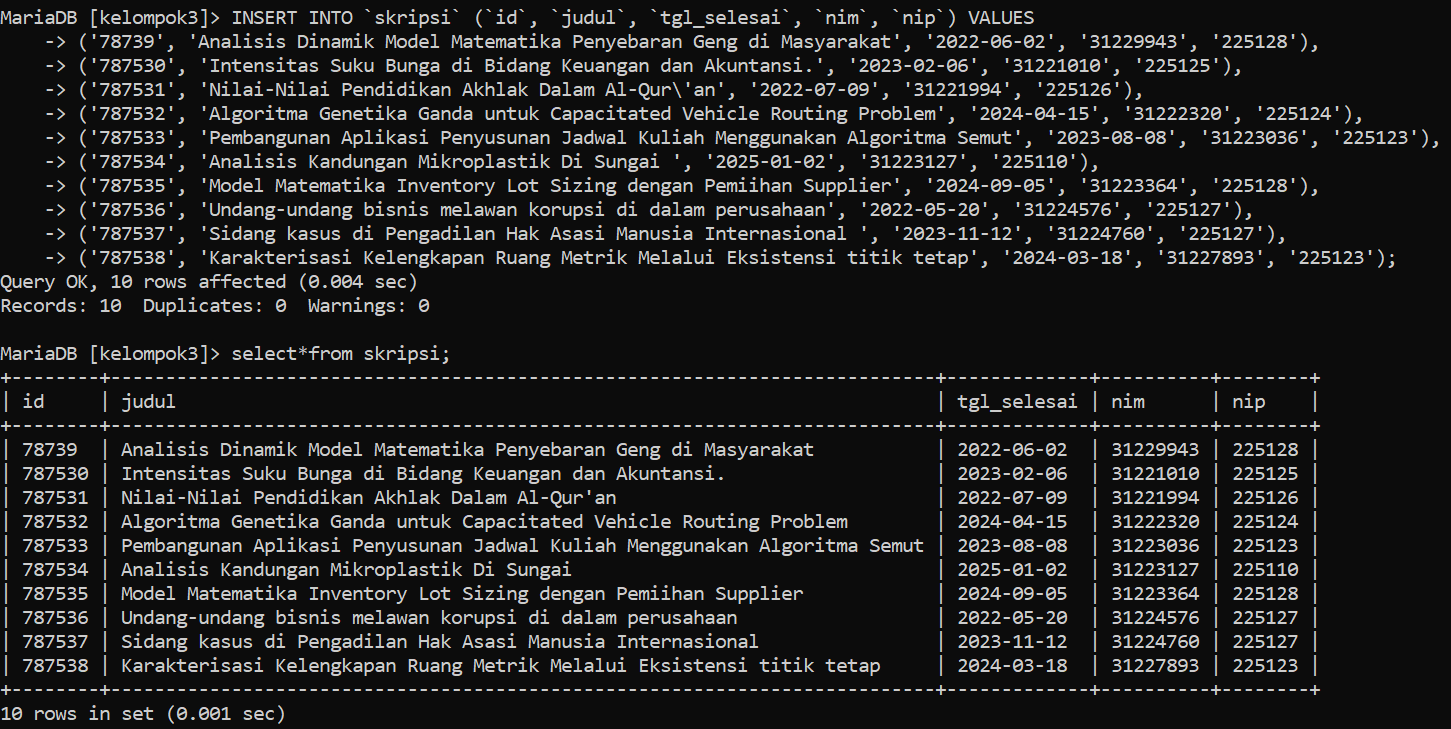 MariaDB [kelompok3]> INSERT INTO `skripsi` (`id`, `judul`, `tgl_selesai`, `nim`, `nip`) VALUES
    -> ('78739', 'Analisis Dinamik Model Matematika Penyebaran Geng di Masyarakat', '2022-06-02', '31229943', '225128'),
    -> ('787530', 'Intensitas Suku Bunga di Bidang Keuangan dan Akuntansi.', '2023-02-06', '31221010', '225125'),
    -> ('787531', 'Nilai-Nilai Pendidikan Akhlak Dalam Al-Qur\'an', '2022-07-09', '31221994', '225126'),
    -> ('787532', 'Algoritma Genetika Ganda untuk Capacitated Vehicle Routing Problem', '2024-04-15', '31222320', '225124'),
    -> ('787533', 'Pembangunan Aplikasi Penyusunan Jadwal Kuliah Menggunakan Algoritma Semut', '2023-08-08', '31223036', '225123'),
    -> ('787534', 'Analisis Kandungan Mikroplastik Di Sungai ', '2025-01-02', '31223127', '225110'),
    -> ('787535', 'Model Matematika Inventory Lot Sizing dengan Pemiihan Supplier', '2024-09-05', '31223364', '225128'),
    -> ('787536', 'Undang-undang bisnis melawan korupsi di dalam perusahaan', '2022-05-20', '31224576', '225127'),
    -> ('787537', 'Sidang kasus di Pengadilan Hak Asasi Manusia Internasional ', '2023-11-12', '31224760', '225127'),
    -> ('787538', 'Karakterisasi Kelengkapan Ruang Metrik Melalui Eksistensi titik tetap', '2024-03-18', '31227893', '225123');
Query OK, 10 rows affected (0.004 sec)
Records: 10  Duplicates: 0  Warnings: 0

MariaDB [kelompok3]> select*from skripsi;
+--------+---------------------------------------------------------------------------+-------------+----------+--------+
| id     | judul                                                                     | tgl_selesai | nim      | nip    |
+--------+---------------------------------------------------------------------------+-------------+----------+--------+
| 78739  | Analisis Dinamik Model Matematika Penyebaran Geng di Masyarakat           | 2022-06-02  | 31229943 | 225128 |
| 787530 | Intensitas Suku Bunga di Bidang Keuangan dan Akuntansi.                   | 2023-02-06  | 31221010 | 225125 |
| 787531 | Nilai-Nilai Pendidikan Akhlak Dalam Al-Qur'an                             | 2022-07-09  | 31221994 | 225126 |
| 787532 | Algoritma Genetika Ganda untuk Capacitated Vehicle Routing Problem        | 2024-04-15  | 31222320 | 225124 |
| 787533 | Pembangunan Aplikasi Penyusunan Jadwal Kuliah Menggunakan Algoritma Semut | 2023-08-08  | 31223036 | 225123 |
| 787534 | Analisis Kandungan Mikroplastik Di Sungai                                 | 2025-01-02  | 31223127 | 225110 |
| 787535 | Model Matematika Inventory Lot Sizing dengan Pemiihan Supplier            | 2024-09-05  | 31223364 | 225128 |
| 787536 | Undang-undang bisnis melawan korupsi di dalam perusahaan                  | 2022-05-20  | 31224576 | 225127 |
| 787537 | Sidang kasus di Pengadilan Hak Asasi Manusia Internasional                | 2023-11-12  | 31224760 | 225127 |
| 787538 | Karakterisasi Kelengkapan Ruang Metrik Melalui Eksistensi titik tetap     | 2024-03-18  | 31227893 | 225123 |
+--------+---------------------------------------------------------------------------+-------------+----------+--------+
10 rows in set (0.001 sec)